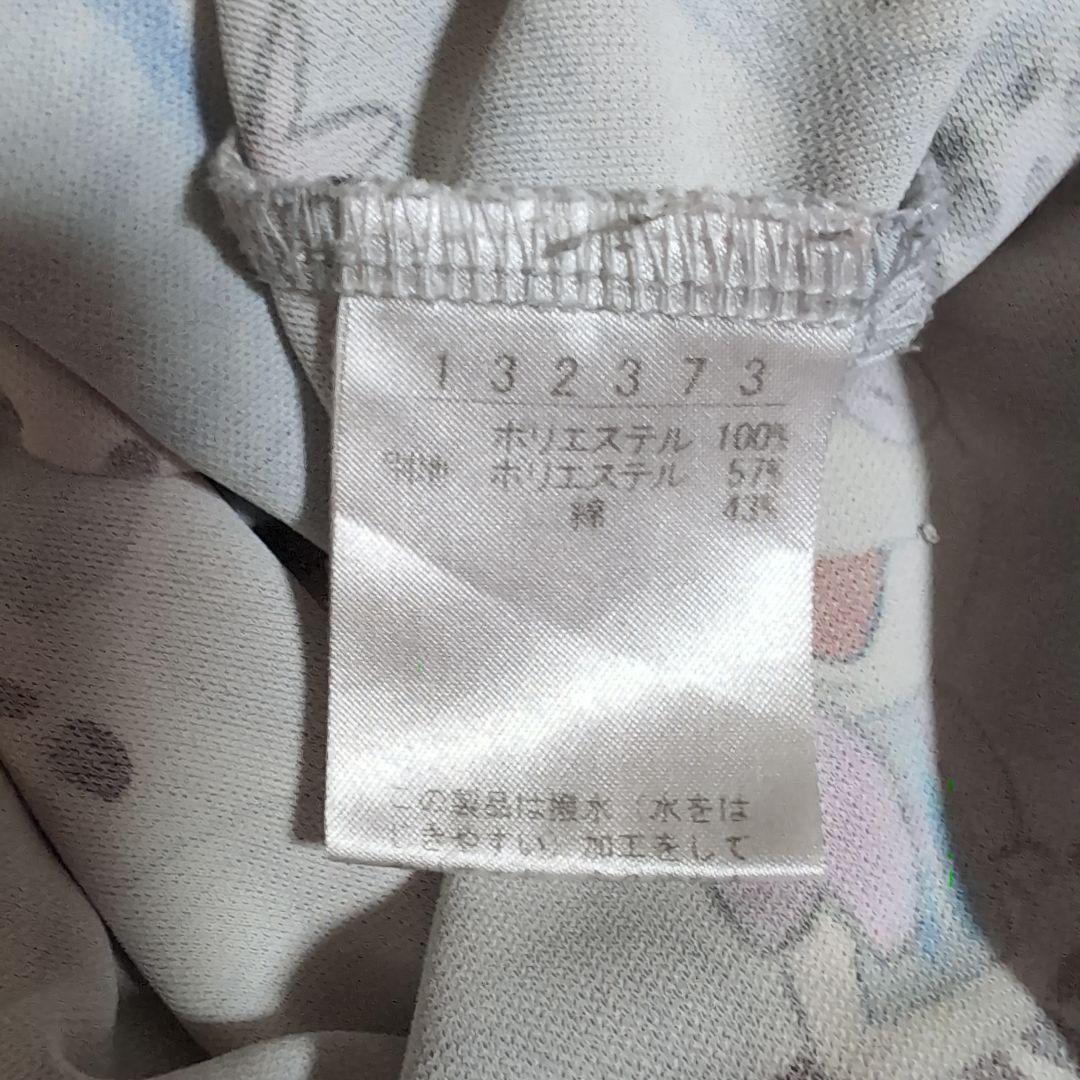 132373
ポリエステル 100%
ポリエステル 57%
綿 43%
この製品は撥水（水をは
じきやすい）加工をして